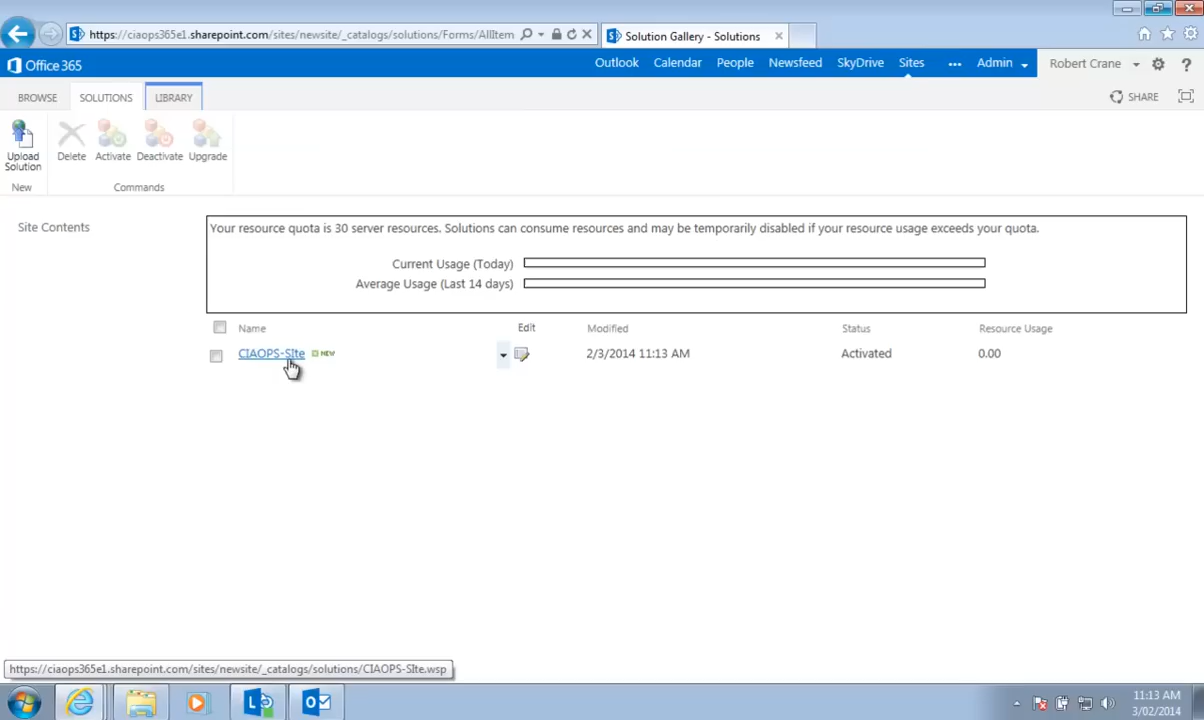 https://ciaops365e1.sharepoint.com/sites/newsite/_catalogs/solutions/Forms/AllItem
Solution Gallery - Solutions
Office 365
Outlook Calendar People Newsfeed SkyDrive Sites ... Admin Robert Crane ?
BROWSE SOLUTIONS LIBRARY SHARE
Upload Solution Delete Activate Deactivate Upgrade
New Commands
Site Contents
Your resource quota is 30 server resources. Solutions can consume resources and may be temporarily disabled if your resource usage exceeds your quota.
Current Usage (Today)
Average Usage (Last 14 days)
Name Edit Modified Status Resource Usage
CIAOPS-SIte NEW 2/3/2014 11:13 AM Activated 0.00
https://ciaops365e1.sharepoint.com/sites/newsite/_catalogs/solutions/CIAOPS-SIte.wsp
11:13 AM
3/02/2014